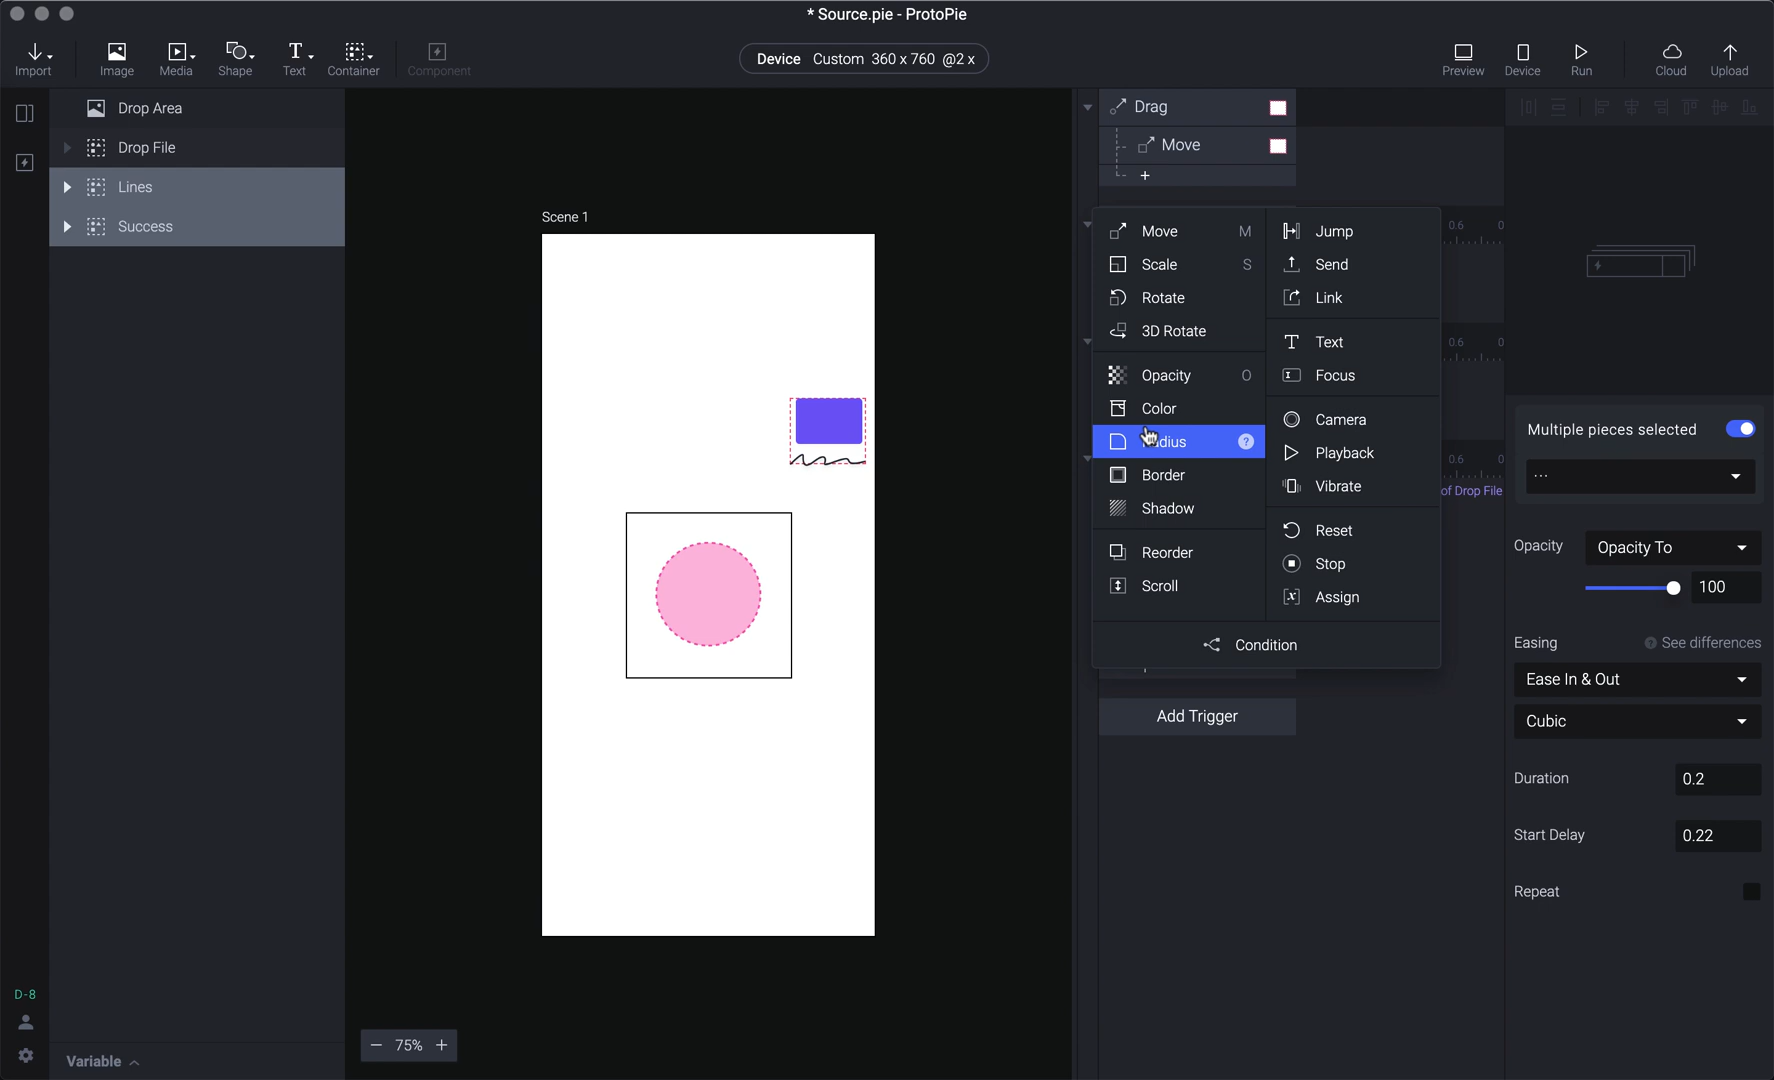 * Source.pie - ProtoPie
Import
Image
Media
Shape
Text
Container
Component
Device Custom 360 x 760 @2 x
Preview
Device
Run
Cloud
Upload
Drop Area
Drop File
Lines
Success
Variable
D-8
Scene 1
75%
Drag
Move
+
Move M
Scale S
Rotate
3D Rotate
Opacity O
Color
Radius ?
Border
Shadow
Reorder
Scroll
Jump
Send
Link
Text
Focus
Camera
Playback
Vibrate
Reset
Stop
Assign
Condition
Add Trigger
0.6
0.6
0.6
of Drop File
Multiple pieces selected
...
Opacity
Opacity To
100
Easing
? See differences
Ease In & Out
Cubic
Duration
0.2
Start Delay
0.22
Repeat